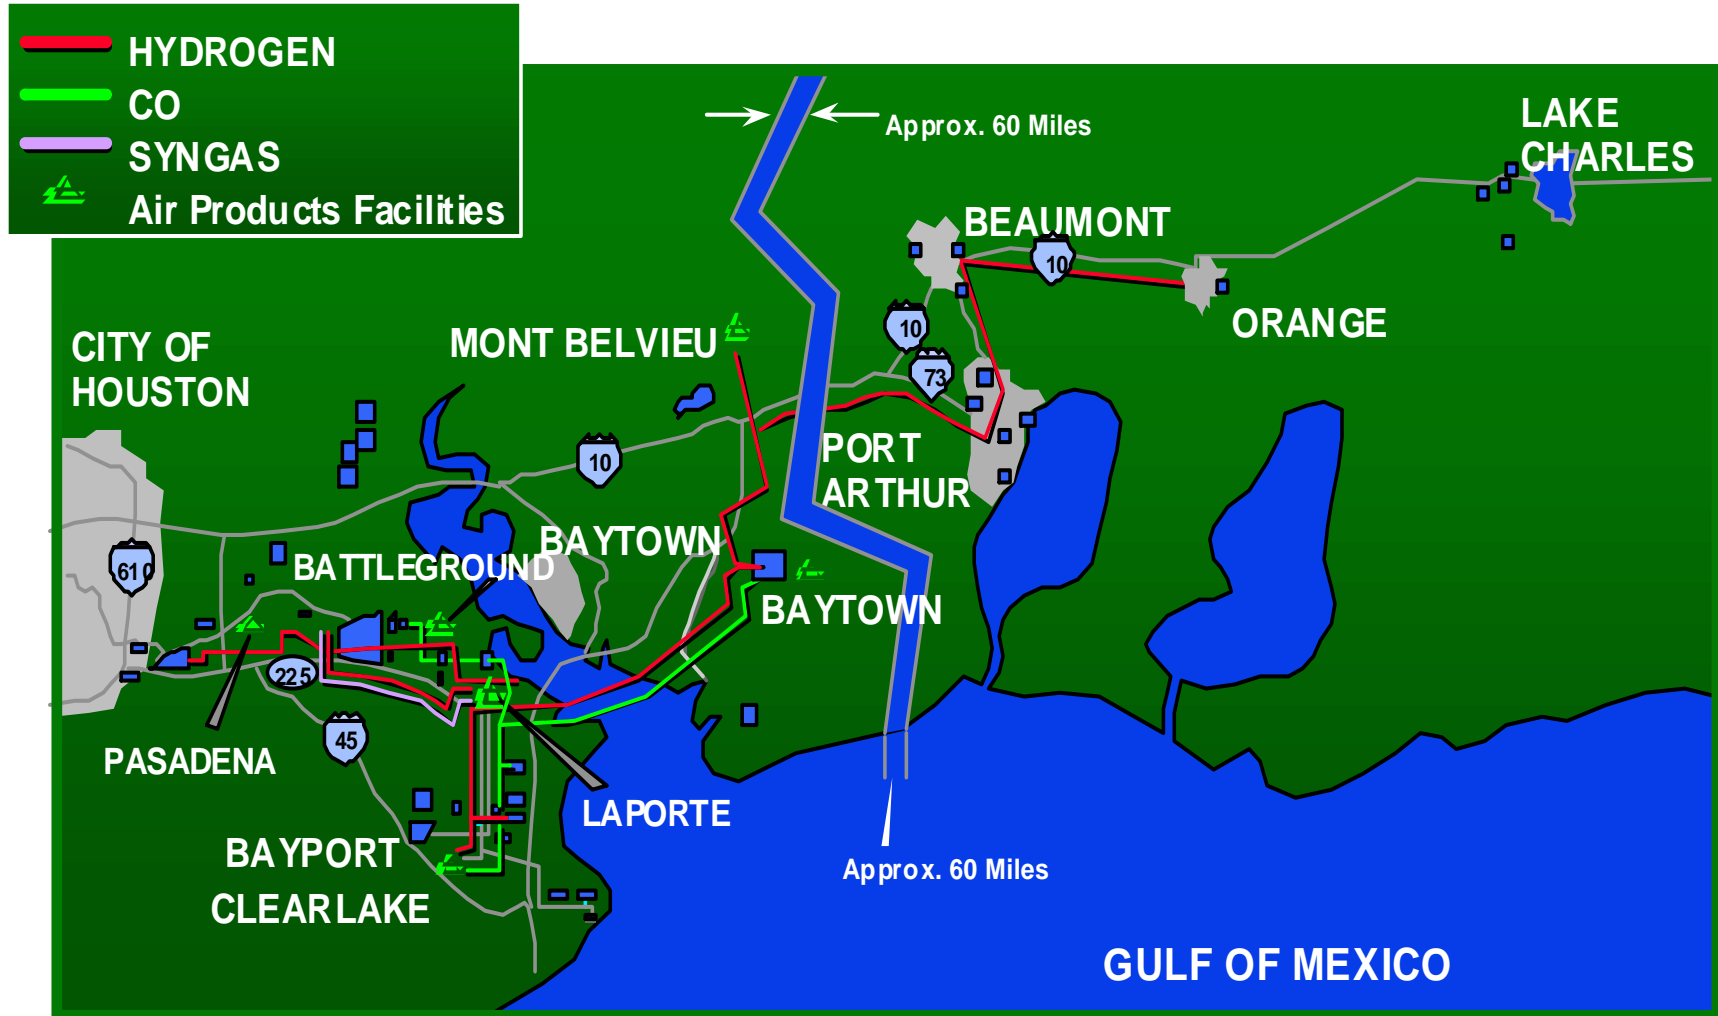 HYDROGEN
CO
SYNGAS
Air Products Facilities
Approx. 60 Miles
LAKE
CHARLES
BEAUMONT
10
ORANGE
10
73
MONT BELVIEU
CITY OF
HOUSTON
10
PORT
ARTHUR
BAYTOWN
610
BATTLEGROUND
BAYTOWN
225
45
PASADENA
LAPORTE
BAYPORT
CLEAR LAKE
Approx. 60 Miles
GULF OF MEXICO